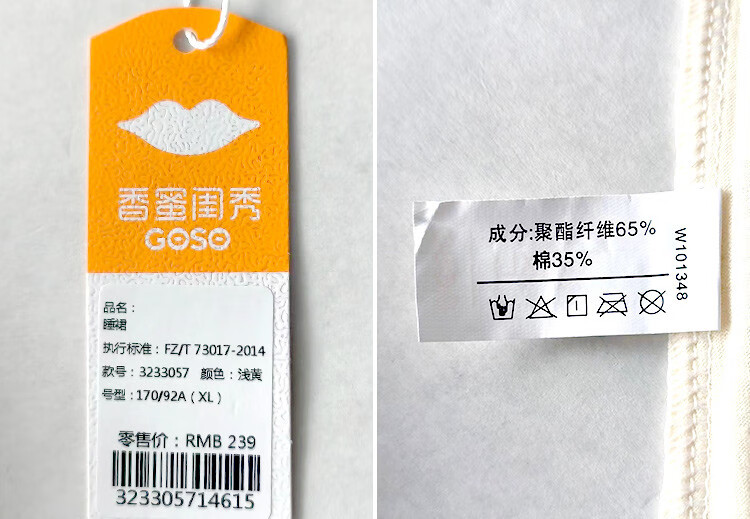 香蜜闺秀
GOSO
品名：
睡裙
执行标准：FZ/T 73017-2014
款号：3233057 颜色：浅黄
号型：170/92A（XL）
零售价：RMB 239
323305714615
成分:聚酯纤维65%
棉35%
W101348